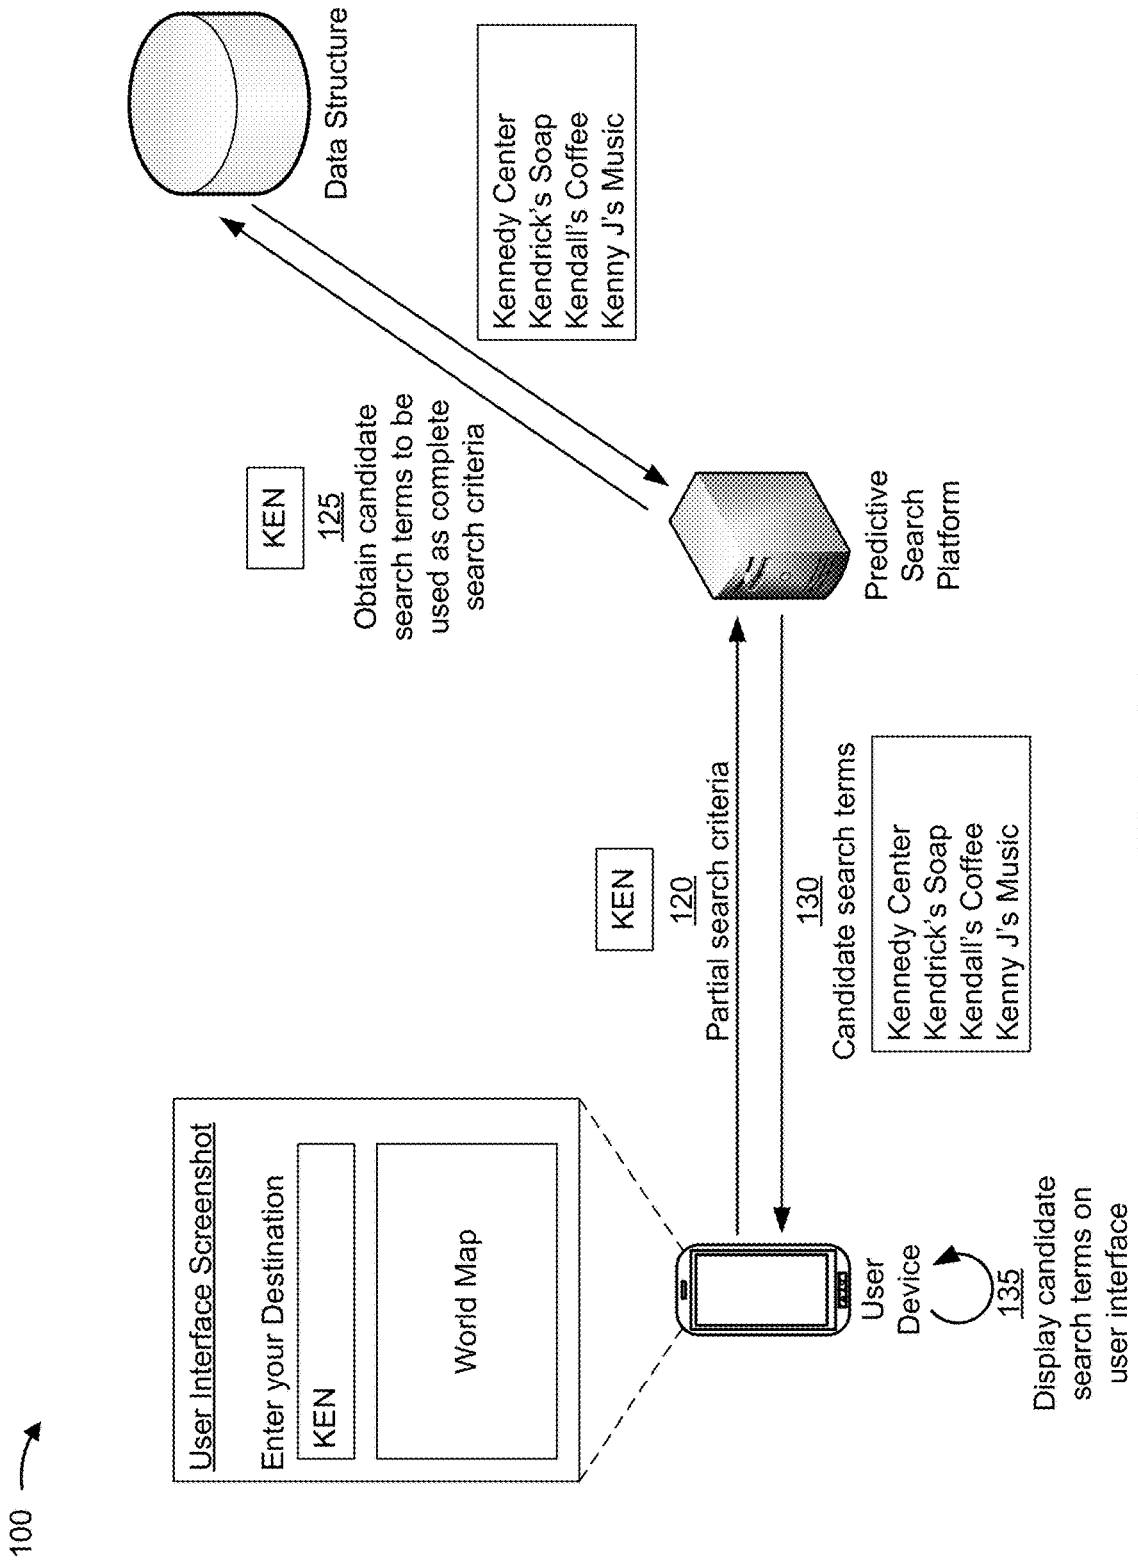 100
User Interface Screenshot
Enter your Destination
KEN
World Map
User
Device
135
Display candidate
search terms on
user interface
KEN
120
Partial search criteria
130
Candidate search terms
Kennedy Center
Kendrick's Soap
Kendall's Coffee
Kenny J's Music
Predictive
Search
Platform
KEN
125
Obtain candidate
search terms to be
used as complete
search criteria
Kennedy Center
Kendrick's Soap
Kendall's Coffee
Kenny J's Music
Data Structure